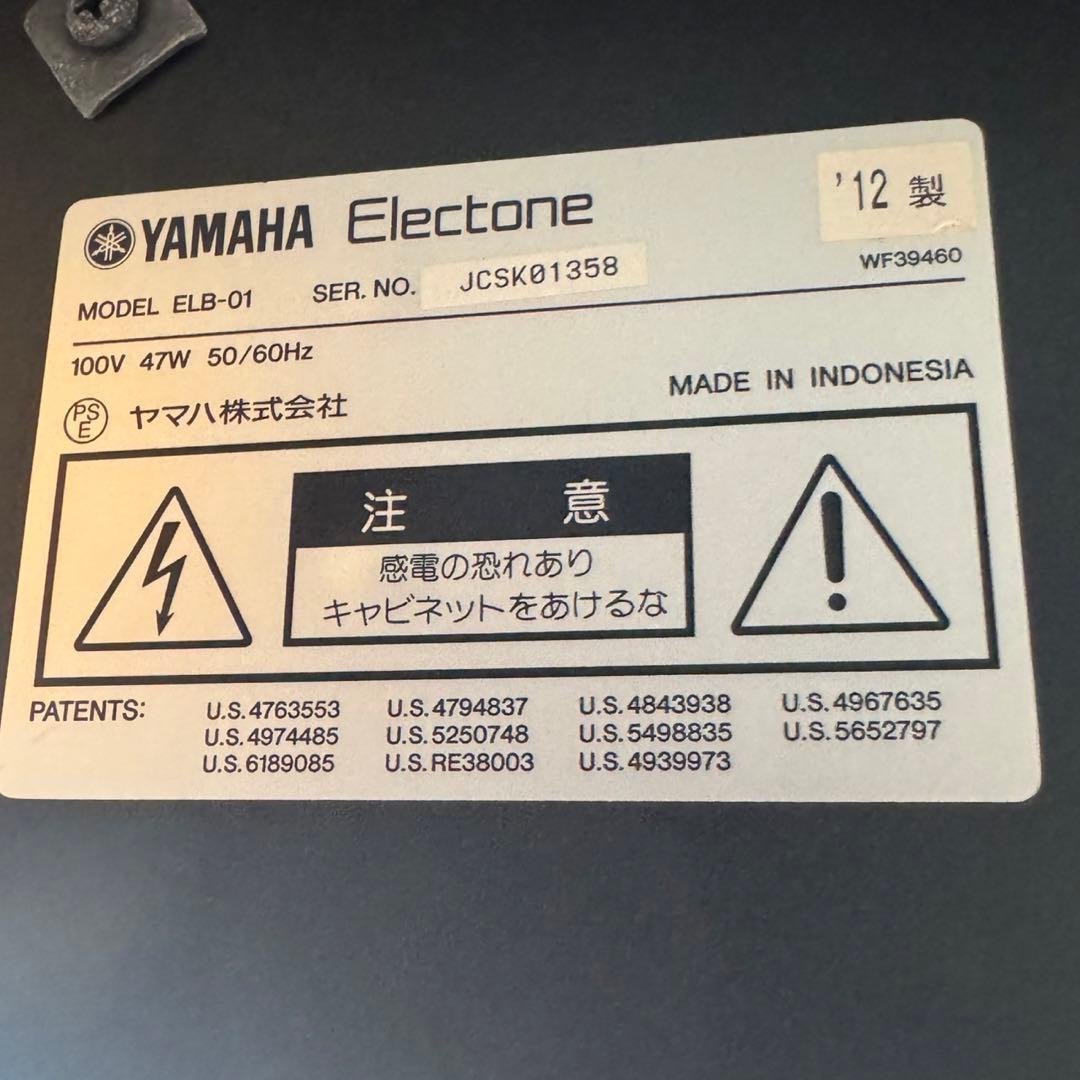 YAMAHA Electone
'12 製
MODEL ELB-01 SER. NO. JCSK01358
WF39460
100V 47W 50/60Hz
MADE IN INDONESIA
PSE ヤマハ株式会社
注意
感電の恐れあり
キャビネットをあけるな
PATENTS: U.S.4763553 U.S.4794837 U.S.4843938 U.S.4967635
U.S.4974485 U.S.5250748 U.S.5498835 U.S.5652797
U.S.6189085 U.S.RE38003 U.S.4939973